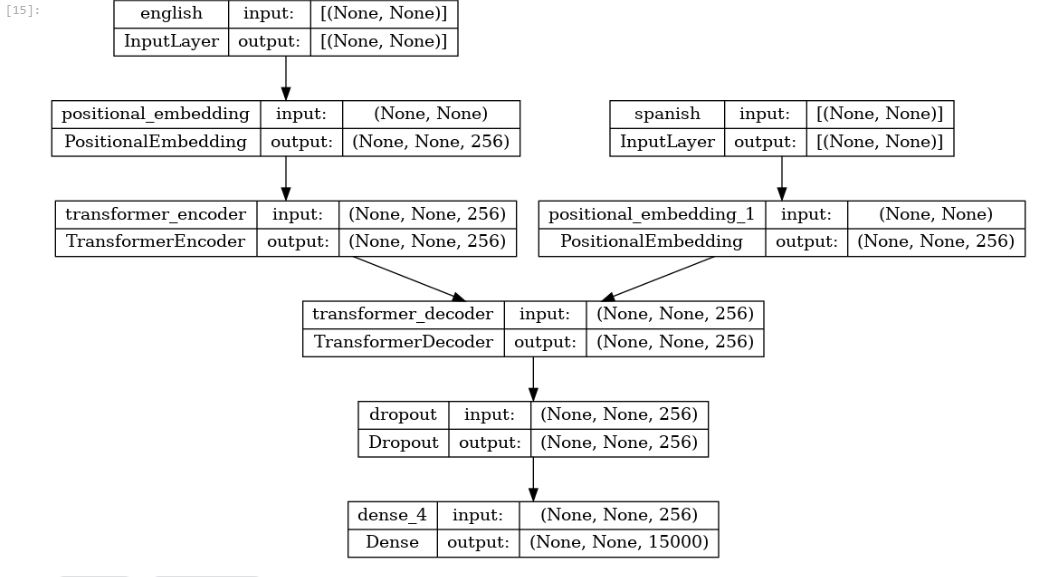 [15]:
english input: [(None, None)]
InputLayer output: [(None, None)]
positional_embedding input: (None, None)
PositionalEmbedding output: (None, None, 256)
spanish input: [(None, None)]
InputLayer output: [(None, None)]
transformer_encoder input: (None, None, 256)
TransformerEncoder output: (None, None, 256)
positional_embedding_1 input: (None, None)
PositionalEmbedding output: (None, None, 256)
transformer_decoder input: (None, None, 256)
TransformerDecoder output: (None, None, 256)
dropout input: (None, None, 256)
Dropout output: (None, None, 256)
dense_4 input: (None, None, 256)
Dense output: (None, None, 15000)